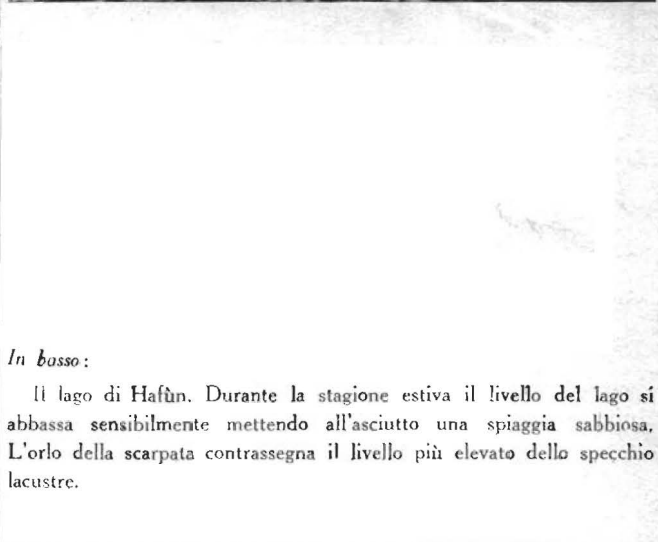 In basso:
Il lago di Hafùn. Durante la stagione estiva il livello del lago si
abbassa sensibilmente mettendo all'asciutto una spiaggia sabbiosa.
L'orlo della scarpata contrassegna il livello più elevato dello specchio
lacustre.